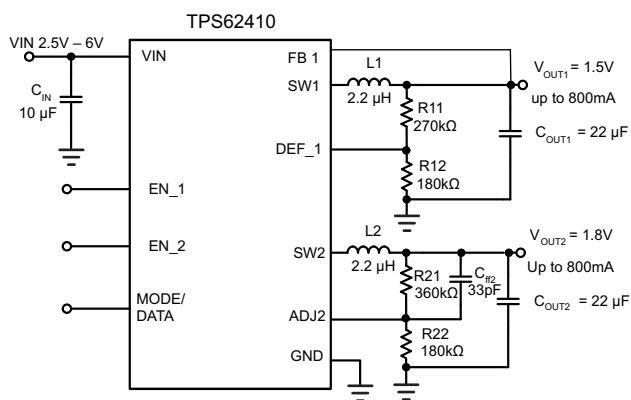 TPS62410
VIN 2.5V – 6V
VIN
FB 1
L1
SW1
2.2 µH
V_OUT1 = 1.5V
up to 800mA
C_IN
10 µF
R11
270kΩ
C_OUT1 = 22 µF
DEF_1
R12
180kΩ
EN_1
EN_2
L2
SW2
2.2 µH
V_OUT2 = 1.8V
Up to 800mA
R21
360kΩ
C_ff2
33pF
MODE/
DATA
C_OUT2 = 22 µF
ADJ2
R22
180kΩ
GND